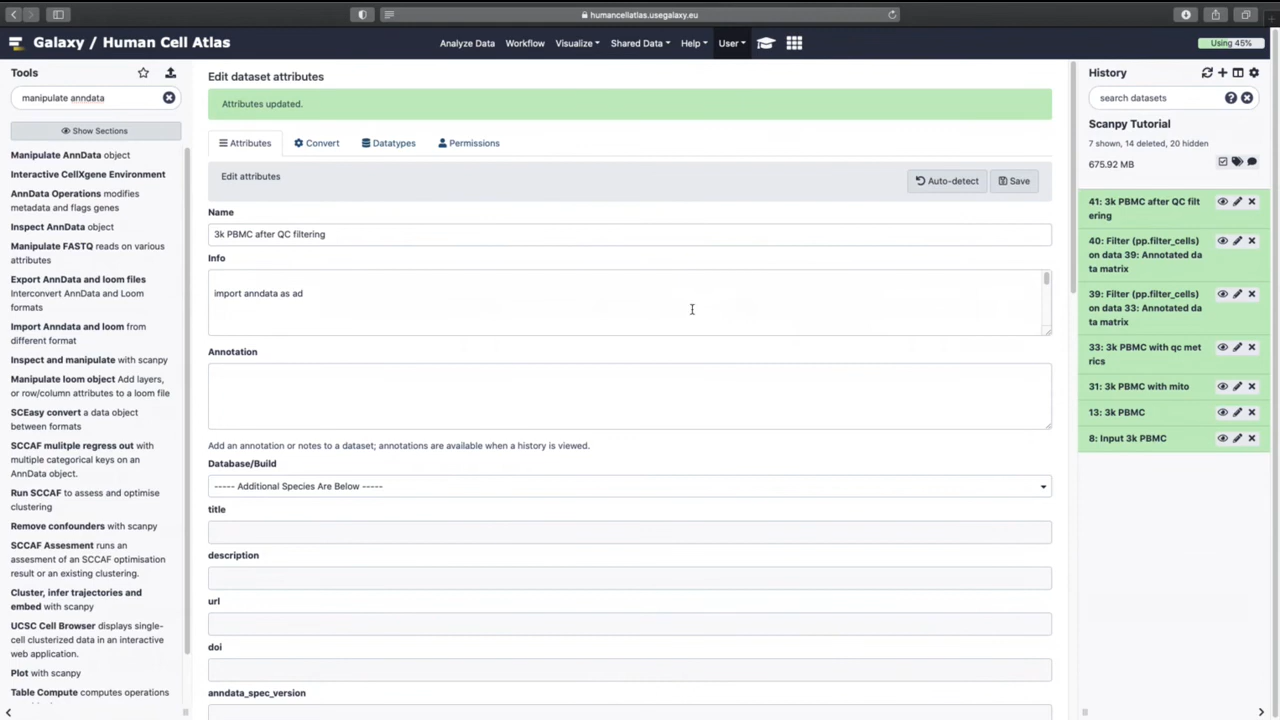 humancellatlas.usegalaxy.eu
Galaxy / Human Cell Atlas
Analyze Data
Workflow
Visualize
Shared Data
Help
User
Using 45%
Tools
manipulate anndata
Show Sections
Manipulate AnnData object
Interactive CellXgene Environment
AnnData Operations modifies
metadata and flags genes
Inspect AnnData object
Manipulate FASTQ reads on various
attributes
Export AnnData and loom files
Interconvert AnnData and Loom
formats
Import Anndata and loom from
different format
Inspect and manipulate with scanpy
Manipulate loom object Add layers,
or row/column attributes to a loom file
SCEasy convert a data object
between formats
SCCAF mulitple regress out with
multiple categorical keys on an
AnnData object.
Run SCCAF to assess and optimise
clustering
Remove confounders with scanpy
SCCAF Assesment runs an
assesment of an SCCAF optimisation
result or an existing clustering.
Cluster, infer trajectories and
embed with scanpy
UCSC Cell Browser displays single-
cell clusterized data in an interactive
web application.
Plot with scanpy
Table Compute computes operations
Edit dataset attributes
Attributes updated.
Attributes
Convert
Datatypes
Permissions
Edit attributes
Auto-detect
Save
Name
3k PBMC after QC filtering
Info
import anndata as ad
Annotation
Add an annotation or notes to a dataset; annotations are available when a history is viewed.
Database/Build
----- Additional Species Are Below -----
title
description
url
doi
anndata_spec_version
History
search datasets
Scanpy Tutorial
7 shown, 14 deleted, 20 hidden
675.92 MB
41: 3k PBMC after QC filt
ering
40: Filter (pp.filter_cells)
on data 39: Annotated da
ta matrix
39: Filter (pp.filter_cells)
on data 33: Annotated da
ta matrix
33: 3k PBMC with qc met
rics
31: 3k PBMC with mito
13: 3k PBMC
8: Input 3k PBMC